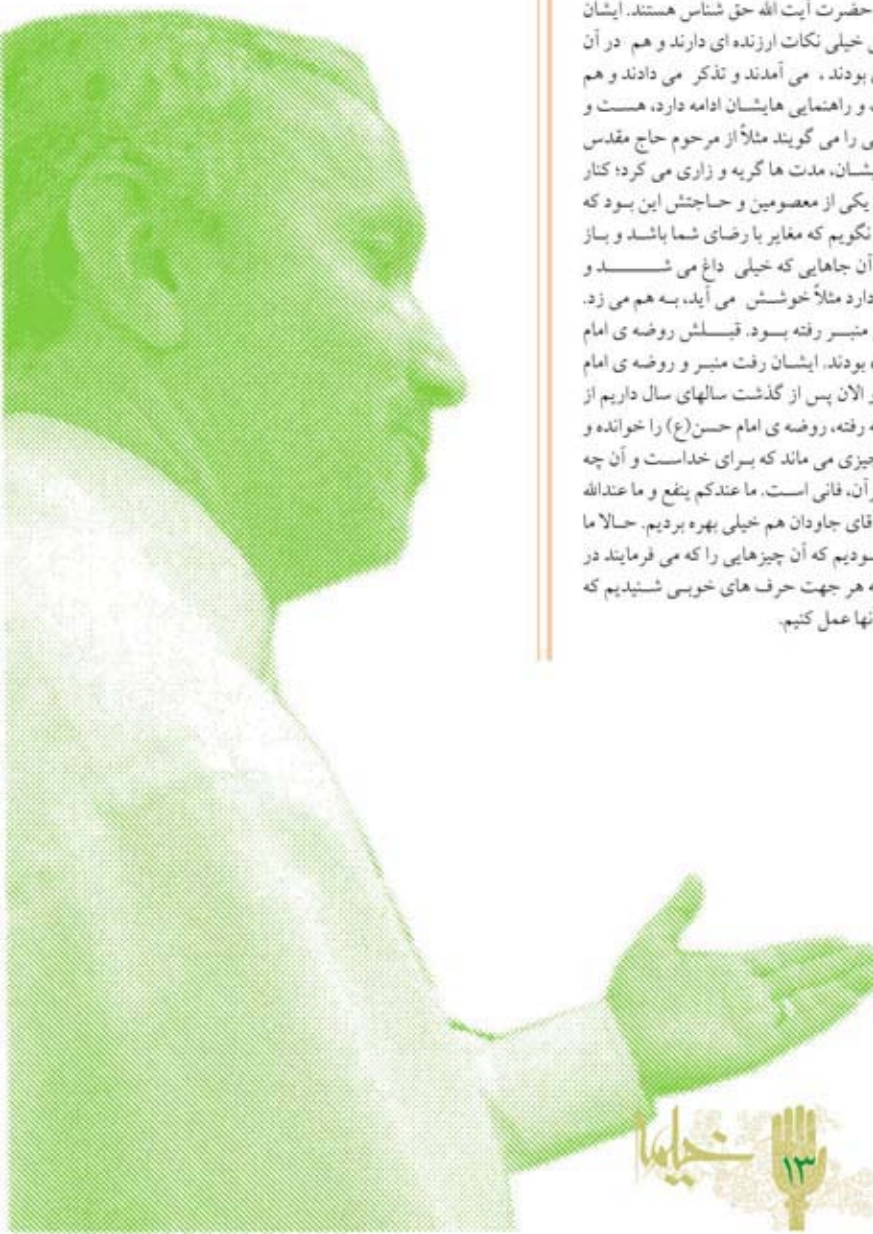 حضرت آیت الله حق شناس هستند. ایشان
خیلی نکات ارزنده ای دارند و هم در آن
بودند ، می آمدند و تذکر می دادند و هم
و راهنمایی هایشان ادامه دارد، هست و
را می گویند مثلاً از مرحوم حاج مقدس
مدت ها گریه و زاری می کرد؛ کنار
یکی از معصومین و حاجتش این بود که
نگویم که مغایر با رضای شما باشد و باز
آن جاهایی که خیلی داغ می شد و
دارد مثلاً خوشش می آید، به هم می زد.
منبر رفته بود. قبلش روضه ی امام
بودند. ایشان رفت منبر و روضه ی امام
الان پس از گذشت سالهای سال داریم از
رفته، روضه ی امام حسن(ع) را خوانده و
چیزی می ماند که برای خداست و آن چه
فانی است. ما عندکم ینفع و ما عندالله
جاودان هم خیلی بهره بردیم. حالا ما
که آن چیزهایی را که می فرمایند در
هر جهت حرف های خوبی شنیدیم که
عمل کنیم.
۱۳